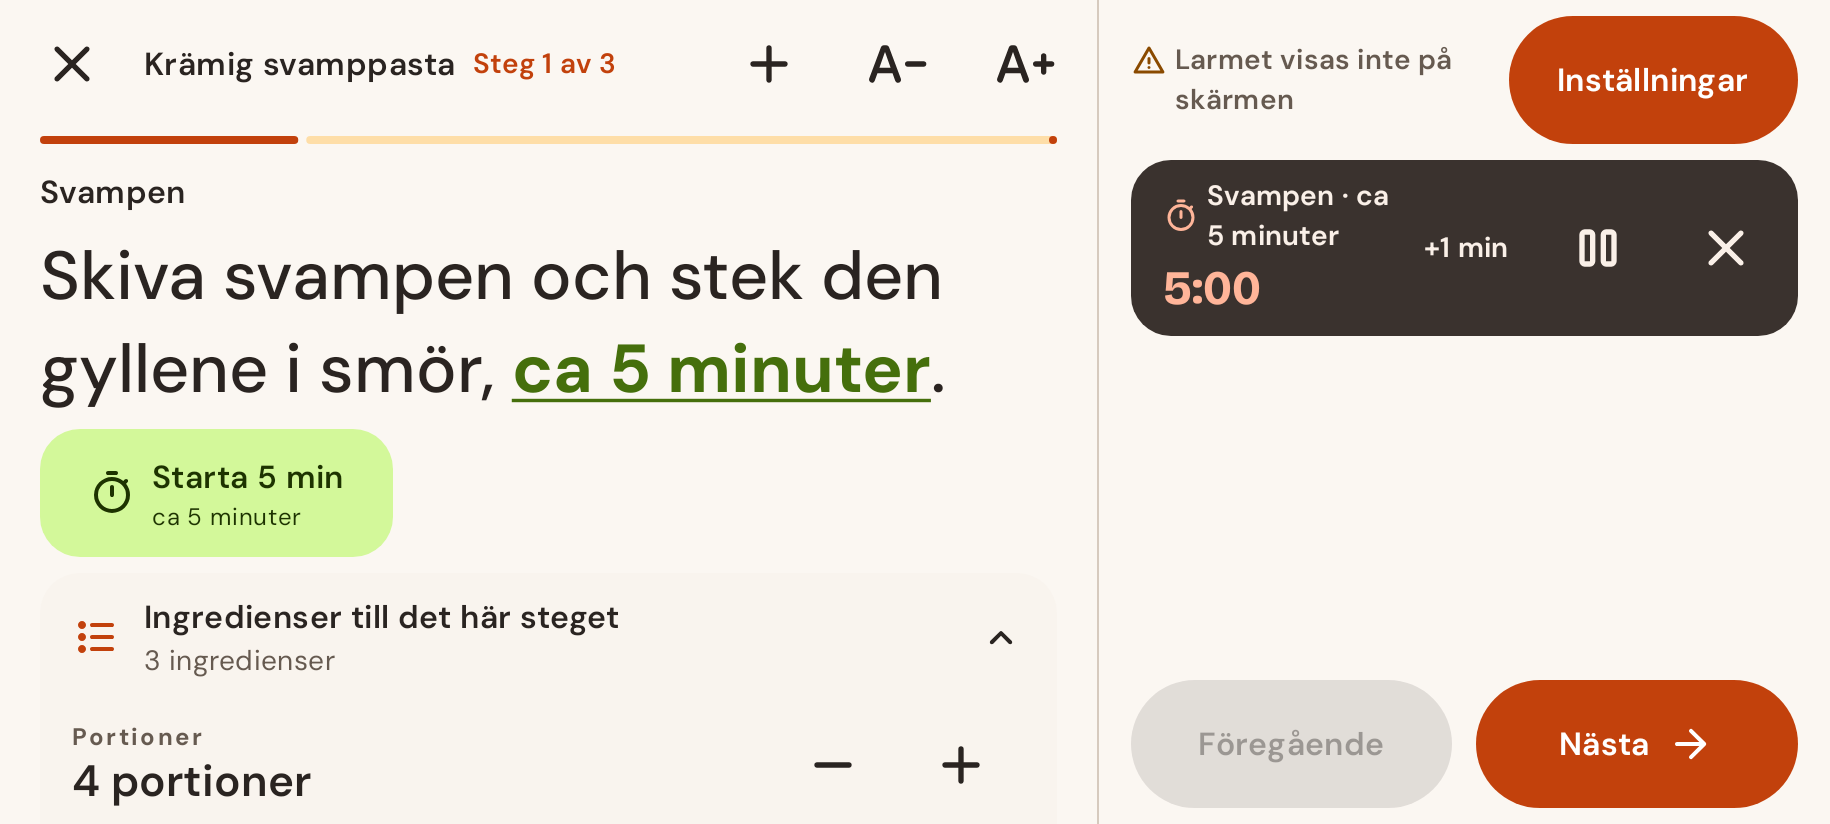 Krämig svamppasta Steg 1 av 3
A-
A+
Svampen
Skiva svampen och stek den
gyllene i smör, ca 5 minuter.
Starta 5 min
ca 5 minuter
Ingredienser till det här steget
3 ingredienser
Portioner
4 portioner
Larmet visas inte på
skärmen
Inställningar
Svampen · ca
5 minuter
5:00
+1 min
Föregående
Nästa